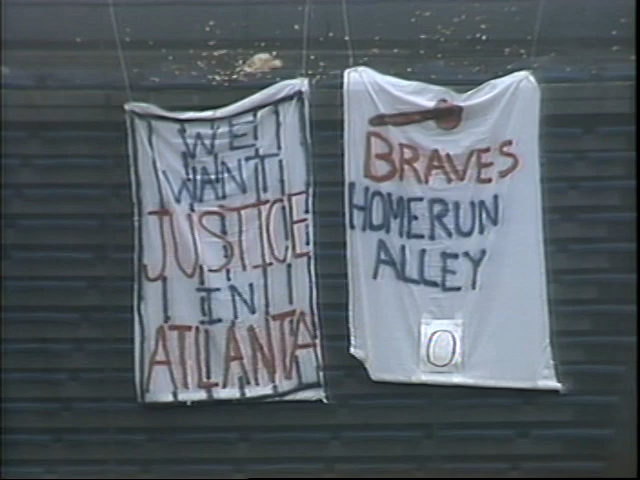 WE
WANT
JUSTICE
IN
ATLANTA
BRAVES
HOMERUN
ALLEY
0